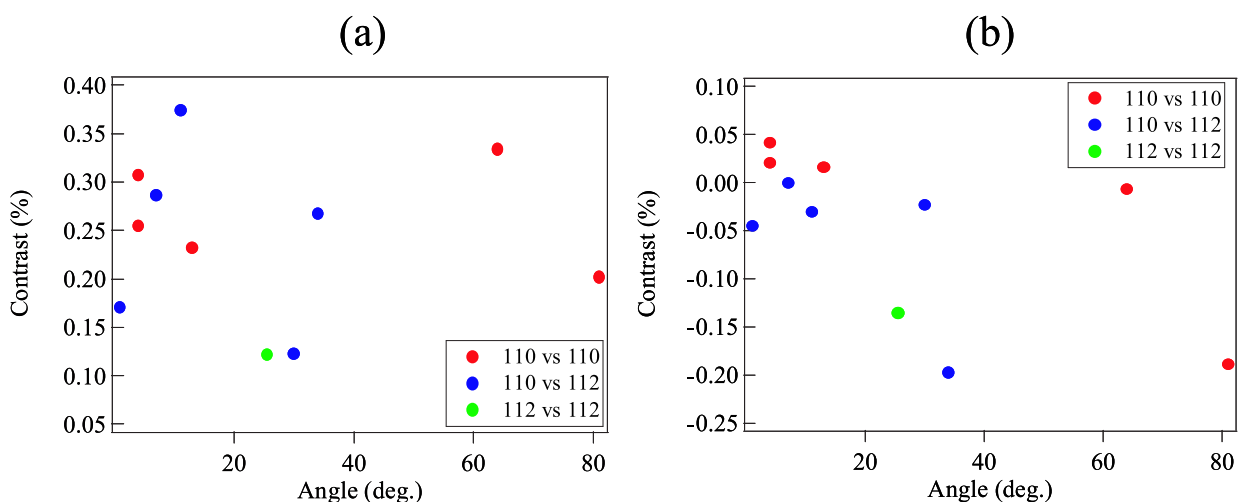 (a)
0.40
0.35
0.30
0.25
0.20
0.15
0.10
0.05
Contrast (%)
110 vs 110
110 vs 112
112 vs 112
20
40
60
80
Angle (deg.)
(b)
0.10
0.05
0.00
-0.05
-0.10
-0.15
-0.20
-0.25
Contrast (%)
110 vs 110
110 vs 112
112 vs 112
20
40
60
80
Angle (deg.)